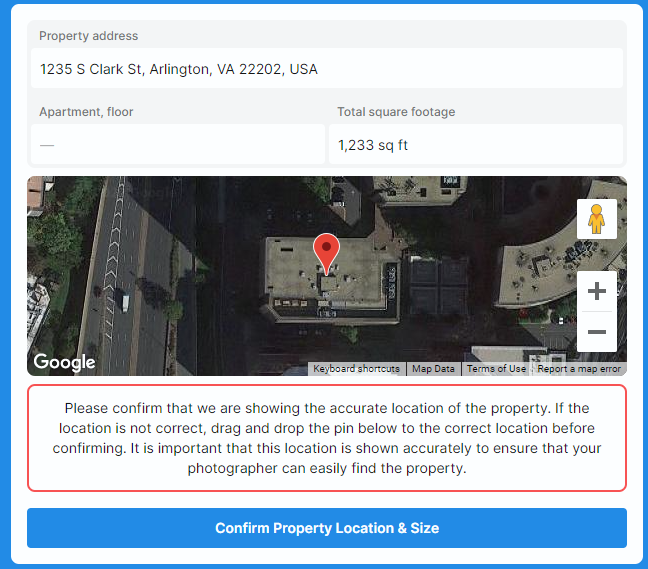 Property address
1235 S Clark St, Arlington, VA 22202, USA
Apartment, floor
Total square footage
—
1,233 sq ft
Google
Keyboard shortcuts
Map Data
Terms of Use
Report a map error
Please confirm that we are showing the accurate location of the property. If the
location is not correct, drag and drop the pin below to the correct location before
confirming. It is important that this location is shown accurately to ensure that your
photographer can easily find the property.
Confirm Property Location & Size